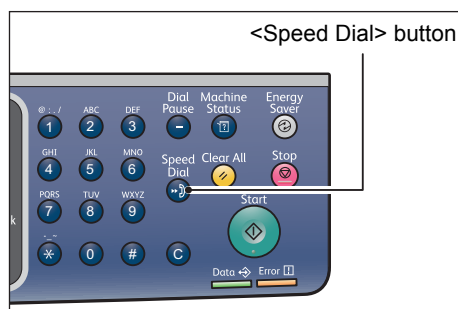 <Speed Dial> button
Dial Pause
Machine Status
Energy Saver
@ : . /
ABC
DEF
1
2
3
-
GHI
JKL
MNO
4
5
6
Speed Dial
Clear All
Stop
PQRS
TUV
WXYZ
7
8
9
Start
k
-_~
0
#
C
Data
Error